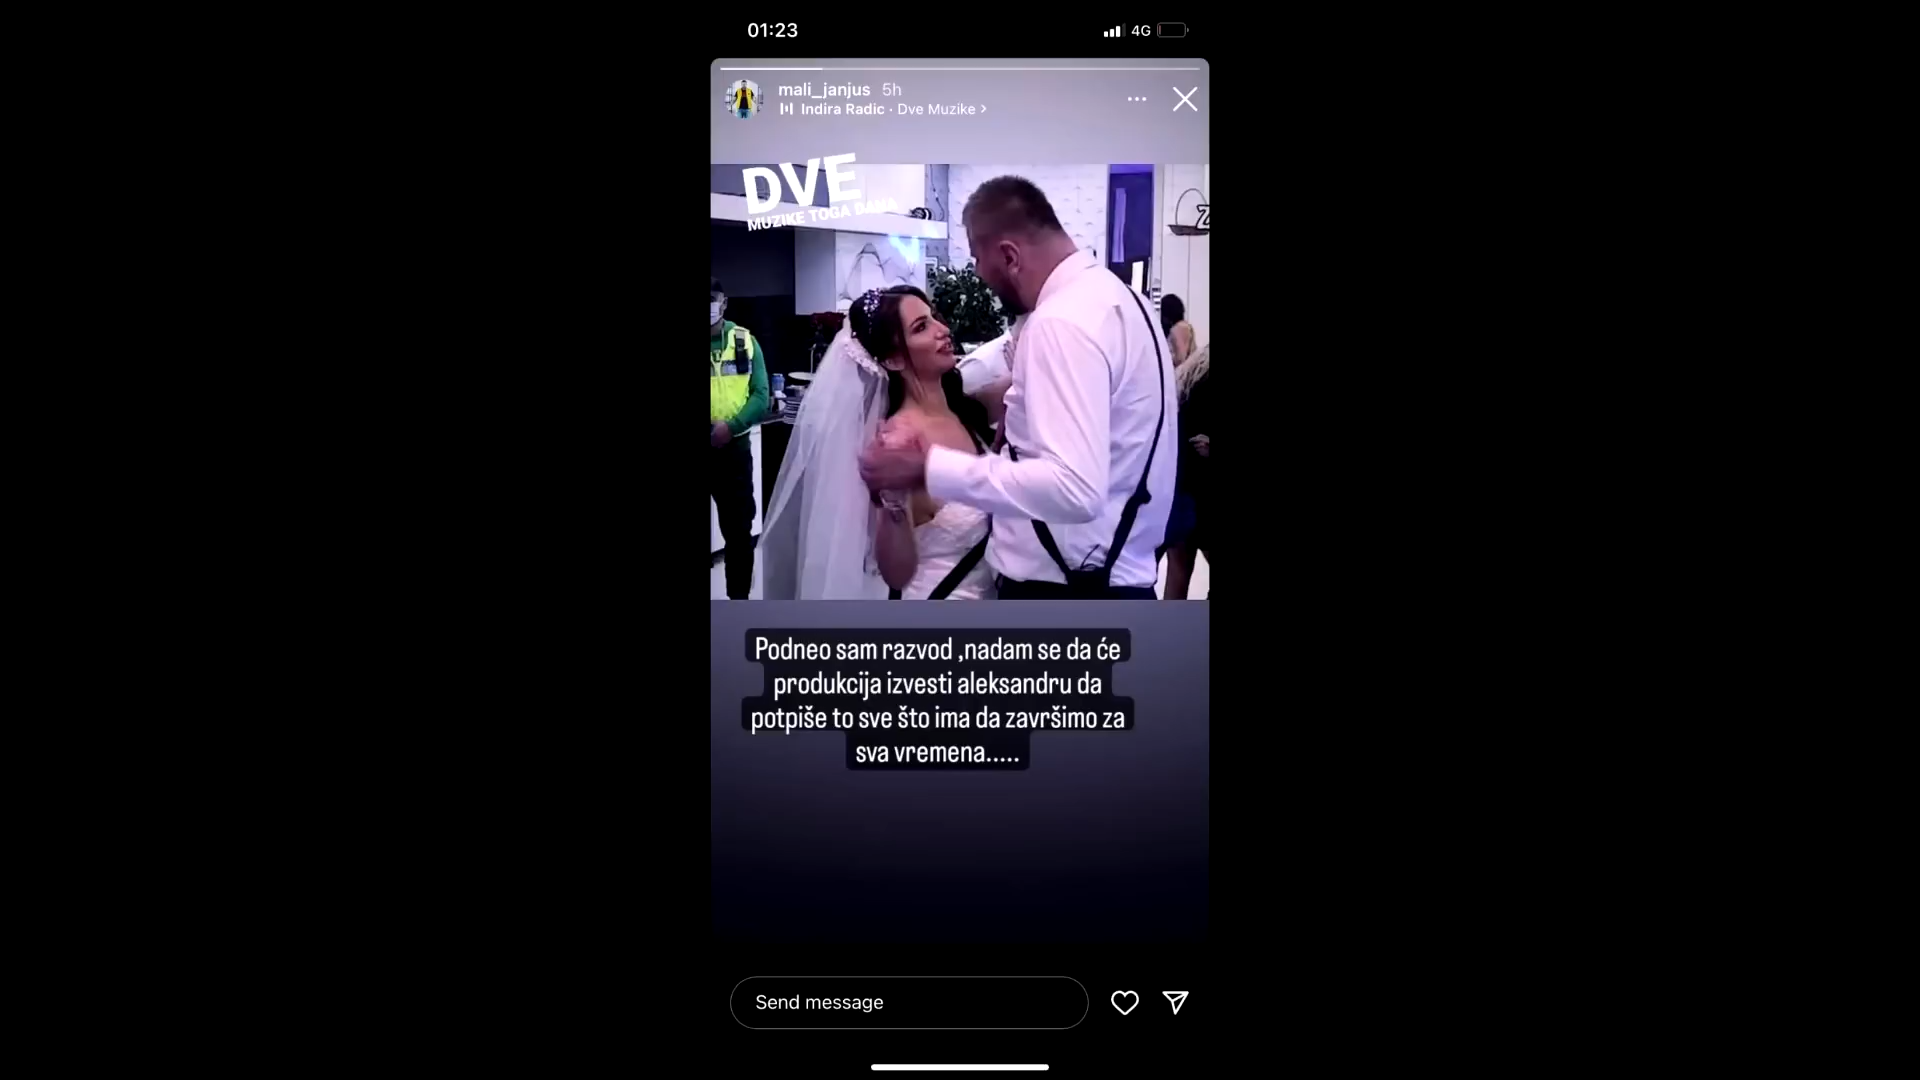 01:23
4G
mali_janjus 5h
Indira Radic · Dve Muzike >
DVE
MUZIKE TOGA DANA
Z
Podneo sam razvod ,nadam se da će
produkcija izvesti aleksandru da
potpiše to sve što ima da završimo za
sva vremena.....
Send message